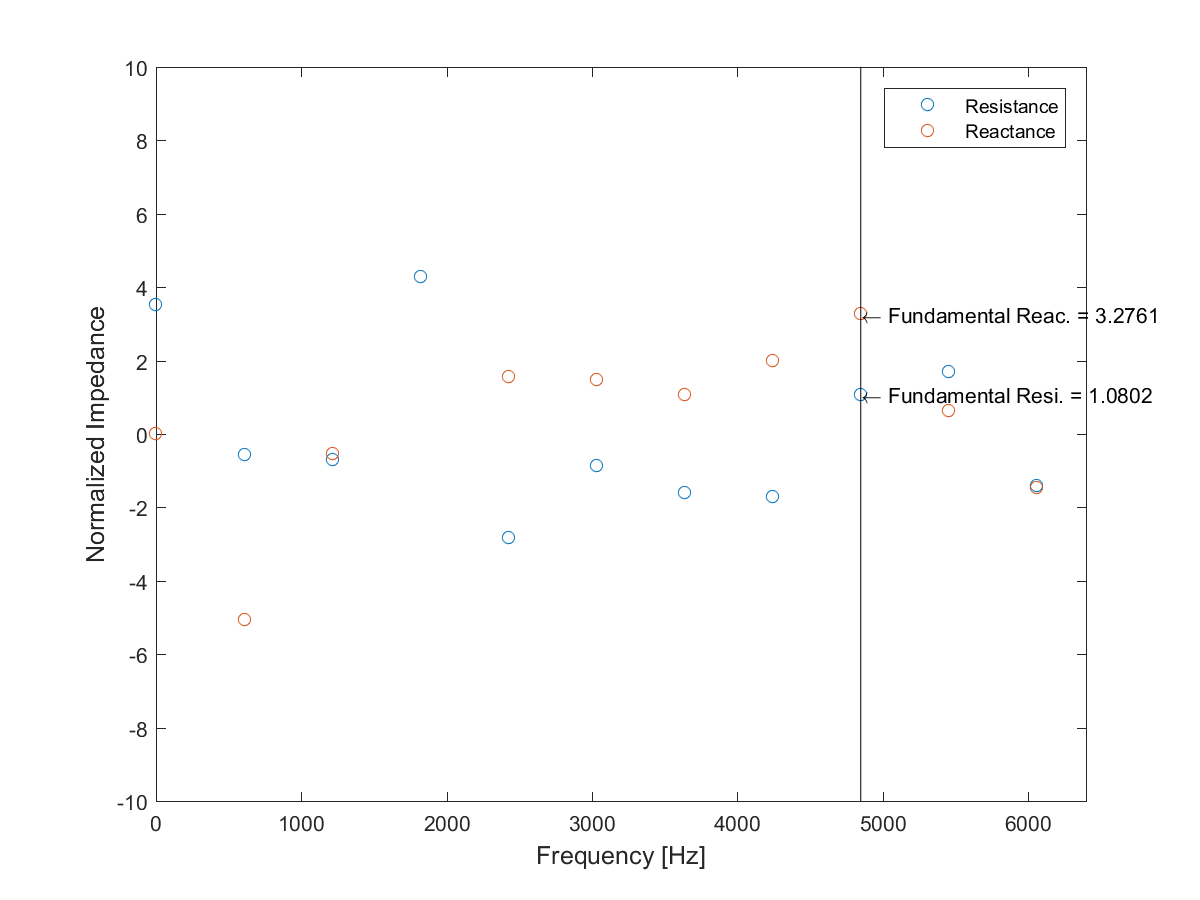 10
8
6
4
2
0
-2
-4
-6
-8
-10
Normalized Impedance
Resistance
Reactance
← Fundamental Reac. = 3.2761
← Fundamental Resi. = 1.0802
0 1000 2000 3000 4000 5000 6000
Frequency [Hz]